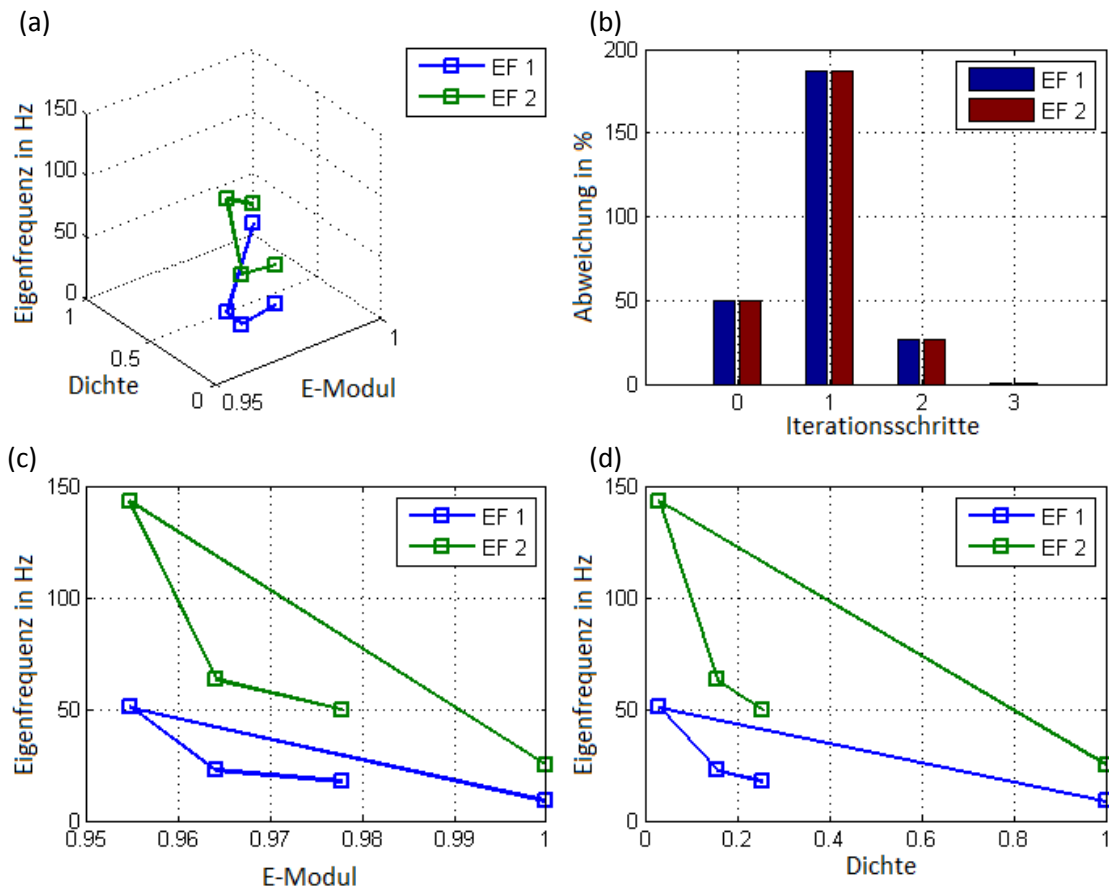 (a)
EF 1
EF 2
Eigenfrequenz in Hz
150
100
50
0
1
0.5
0
Dichte
0.95
1
E-Modul
(b)
EF 1
EF 2
Abweichung in %
200
150
100
50
0
0
1
2
3
Iterationsschritte
(c)
EF 1
EF 2
Eigenfrequenz in Hz
150
100
50
0
0.95
0.96
0.97
0.98
0.99
1
E-Modul
(d)
EF 1
EF 2
Eigenfrequenz in Hz
150
100
50
0
0
0.2
0.4
0.6
0.8
1
Dichte